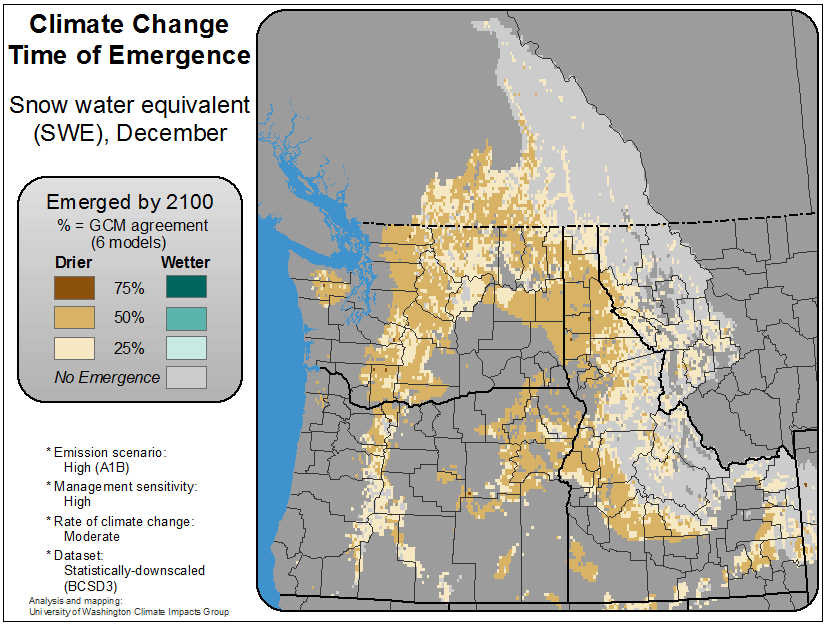 Climate Change
Time of Emergence
Snow water equivalent
(SWE), December
Emerged by 2100
% = GCM agreement
(6 models)
Drier Wetter
75%
50%
25%
No Emergence
* Emission scenario:
High (A1B)
* Management sensitivity:
High
* Rate of climate change:
Moderate
* Dataset:
Statistically-downscaled
(BCSD3)
Analysis and mapping:
University of Washington Climate Impacts Group